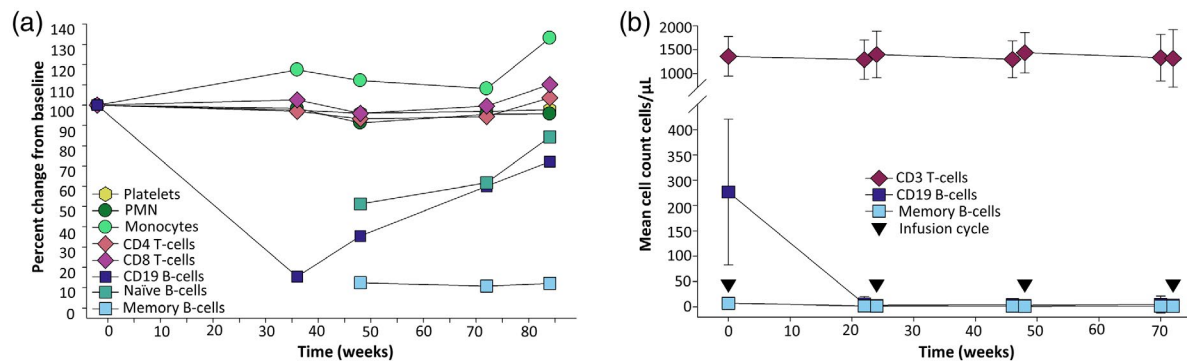 (a)
Percent change from baseline
140
130
120
110
100
90
80
70
60
50
40
30
20
10
0
Platelets
PMN
Monocytes
CD4 T-cells
CD8 T-cells
CD19 B-cells
Naïve B-cells
Memory B-cells
0 10 20 30 40 50 60 70 80
Time (weeks)
(b)
Mean cell count cells/µL
1500
1000
400
350
300
250
200
150
100
50
0
CD3 T-cells
CD19 B-cells
Memory B-cells
Infusion cycle
0 10 20 30 40 50 60 70
Time (weeks)